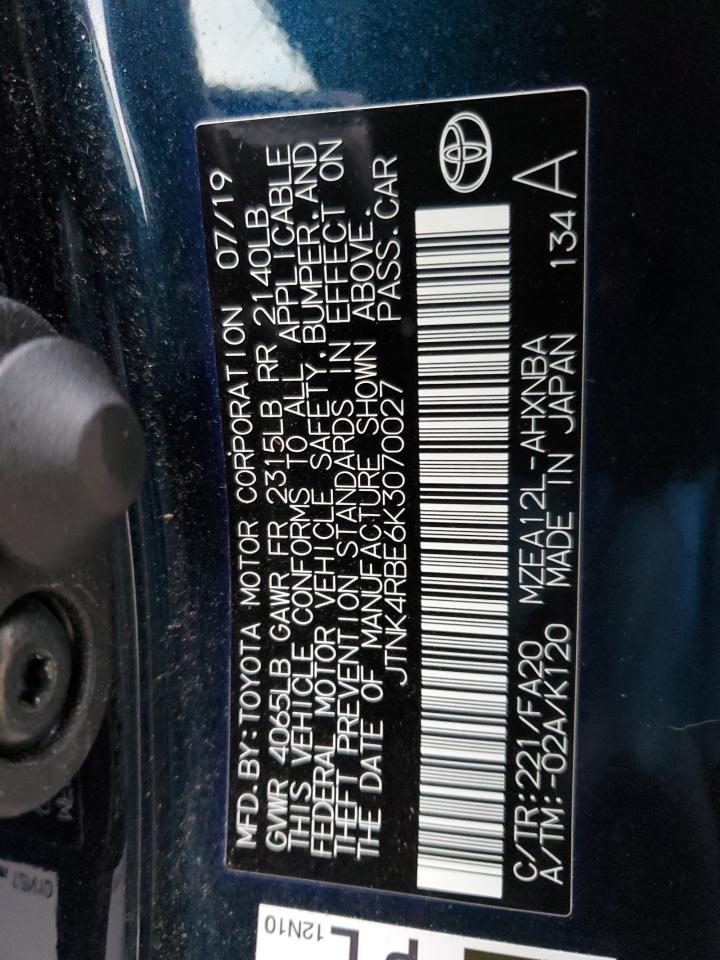 MFD.BY:TOYOTA MOTOR CORPORATION 07/19
GVWR 4065LB GAWR FR 2315LB RR 2140LB
THIS VEHICLE CONFORMS TO ALL APPLICABLE
FEDERAL MOTOR VEHICLE SAFETY,BUMPER,AND
THEFT PREVENTION STANDARDS IN EFFECT ON
THE DATE OF MANUFACTURE SHOWN ABOVE.
JTNK4RBE6K3070027 PASS.CAR
C/TR:221/FA20 MZEA12L-AHXNBA 134 A
A/TM:-02A/K120 MADE IN JAPAN
12N10